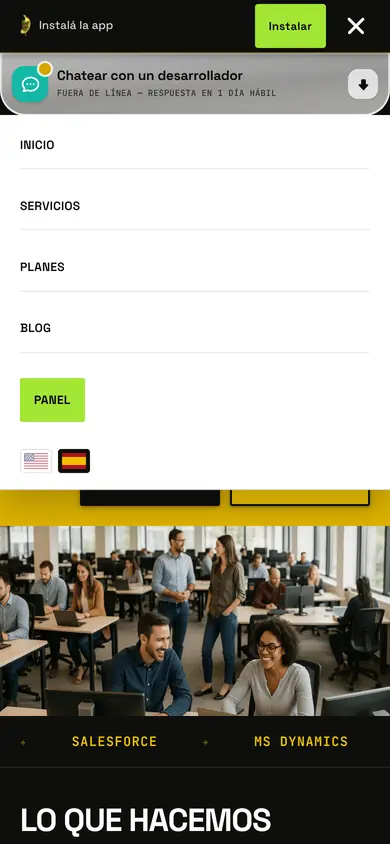 Instalá la app
Instalar
Chatear con un desarrollador
FUERA DE LÍNEA — RESPUESTA EN 1 DÍA HÁBIL
INICIO
SERVICIOS
PLANES
BLOG
PANEL
SALESFORCE
MS DYNAMICS
LO QUE HACEMOS